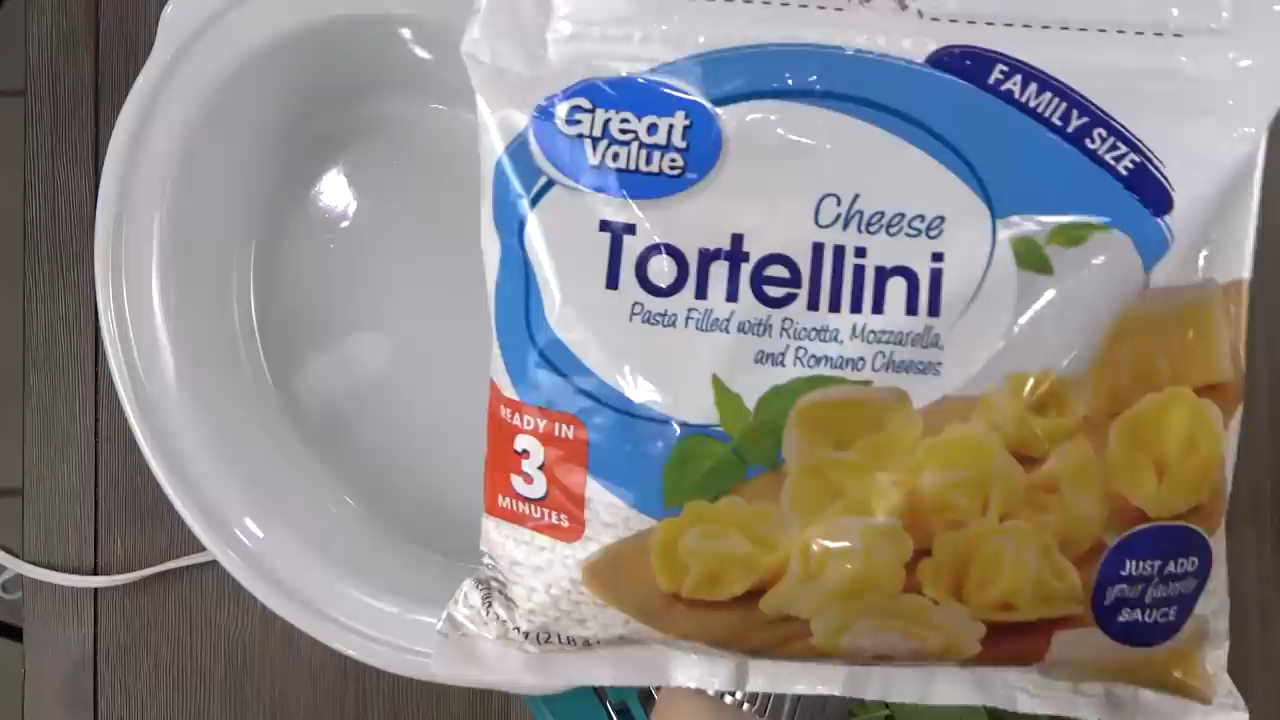 FAMILY SIZE
Great
Value
Cheese
Tortellini
Pasta Filled with Ricotta, Mozzarella,
and Romano Cheeses
READY IN
3
MINUTES
JUST ADD
your favorite
SAUCE